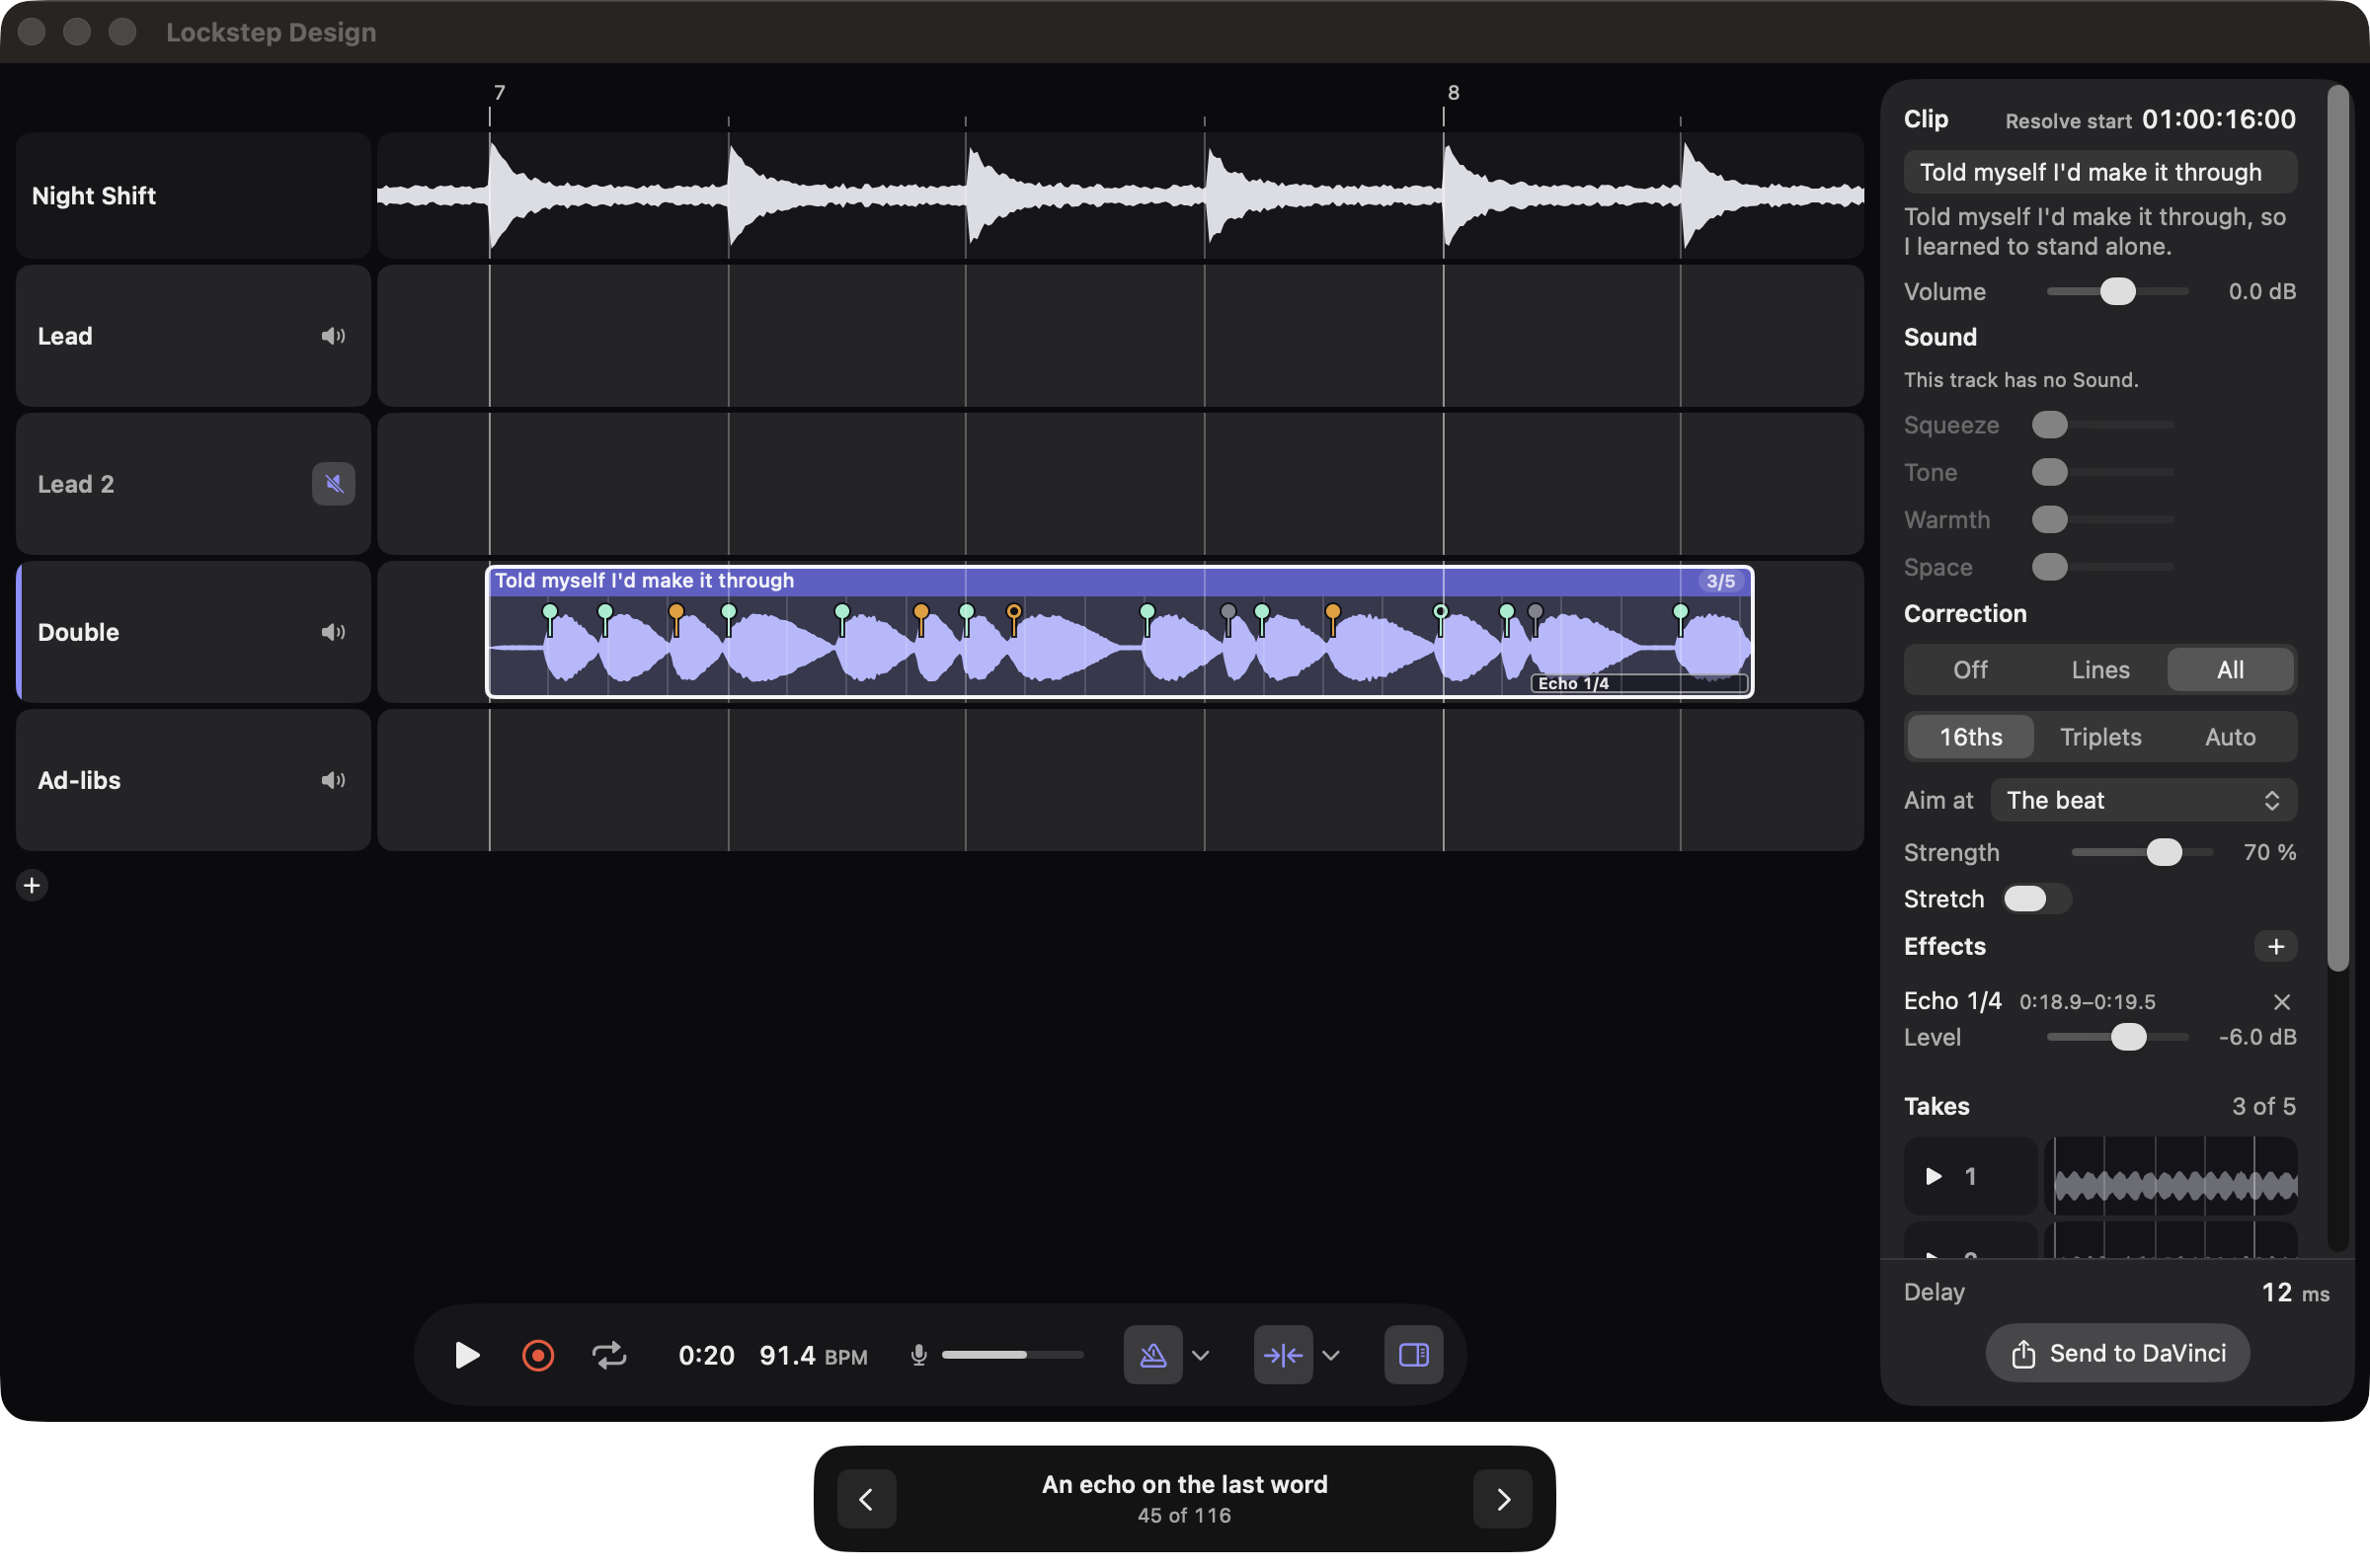 Lockstep Design
7
8
Night Shift
Lead
Lead 2
Double
Told myself I'd make it through
3/5
Echo 1/4
Ad-libs
Clip
Resolve start 01:00:16:00
Told myself I'd make it through
Told myself I'd make it through, so
I learned to stand alone.
Volume
0.0 dB
Sound
This track has no Sound.
Squeeze
Tone
Warmth
Space
Correction
Off
Lines
All
16ths
Triplets
Auto
Aim at
The beat
Strength
70 %
Stretch
Effects
Echo 1/4 0:18.9–0:19.5
Level
-6.0 dB
Takes
3 of 5
1
Delay
12 ms
Send to DaVinci
0:20
91.4 BPM
An echo on the last word
45 of 116